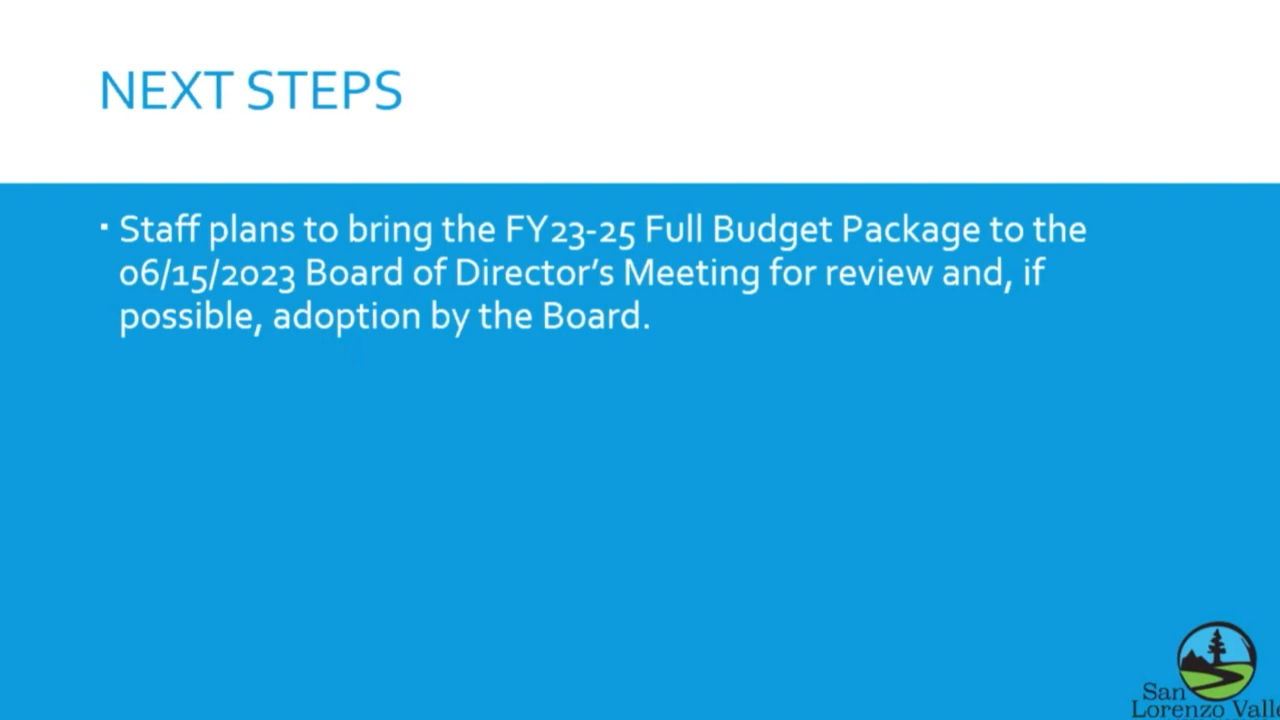 NEXT STEPS
▪ Staff plans to bring the FY23-25 Full Budget Package to the
06/15/2023 Board of Director's Meeting for review and, if
possible, adoption by the Board.
San
Lorenzo Valle